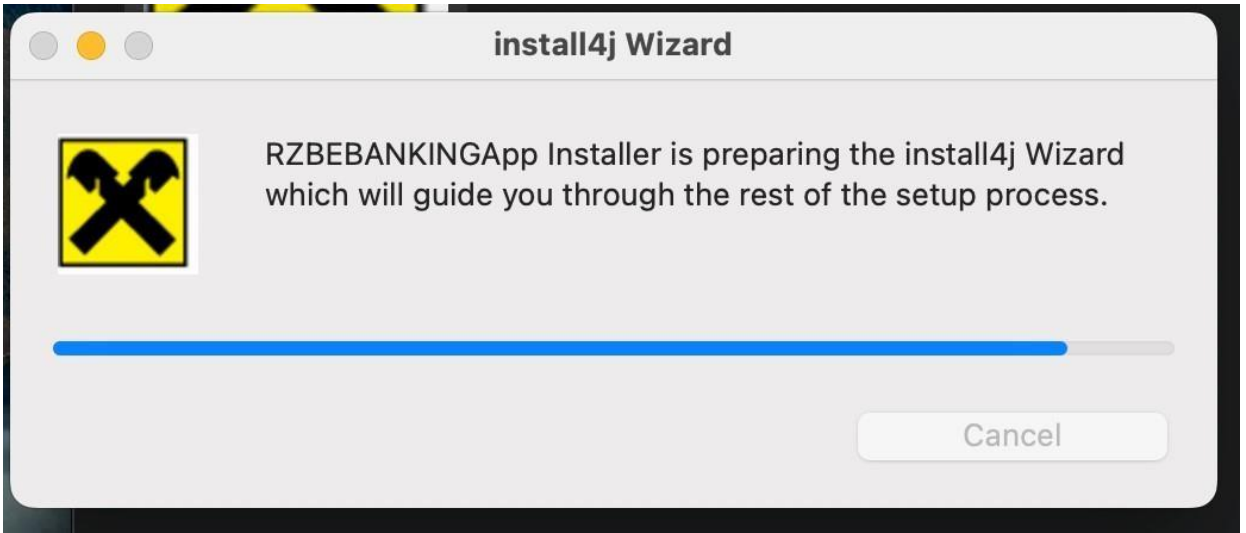 install4j Wizard
RZBEBANKINGApp Installer is preparing the install4j Wizard
which will guide you through the rest of the setup process.
Cancel